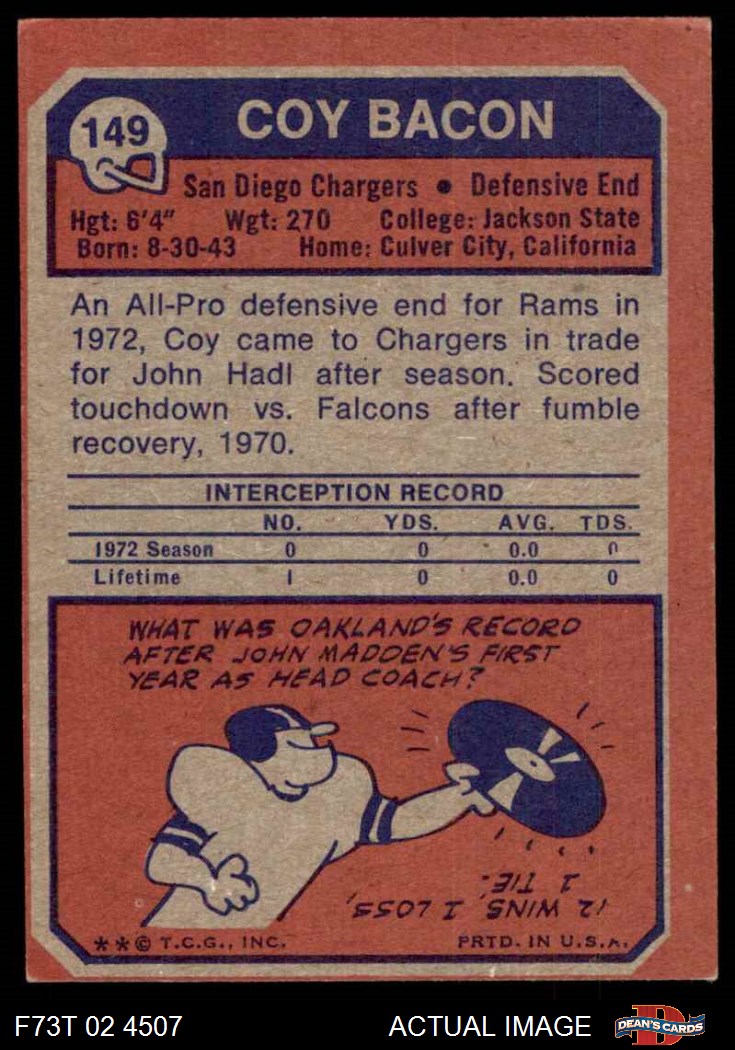 149
COY BACON
San Diego Chargers • Defensive End
Hgt: 6'4" Wgt: 270 College: Jackson State
Born: 8-30-43 Home: Culver City, California
An All-Pro defensive end for Rams in
1972, Coy came to Chargers in trade
for John Hadl after season. Scored
touchdown vs. Falcons after fumble
recovery, 1970.
INTERCEPTION RECORD
NO. YDS. AVG. TDS.
1972 Season 0 0 0.0 0
Lifetime 1 0 0.0 0
WHAT WAS OAKLAND'S RECORD
AFTER JOHN MADDEN'S FIRST
YEAR AS HEAD COACH?
12 WINS, 1 LOSS,
1 TIE.
**© T.C.G., INC. PRTD. IN U.S.A.
F73T 02 4507 ACTUAL IMAGE
D
DEAN'S CARDS